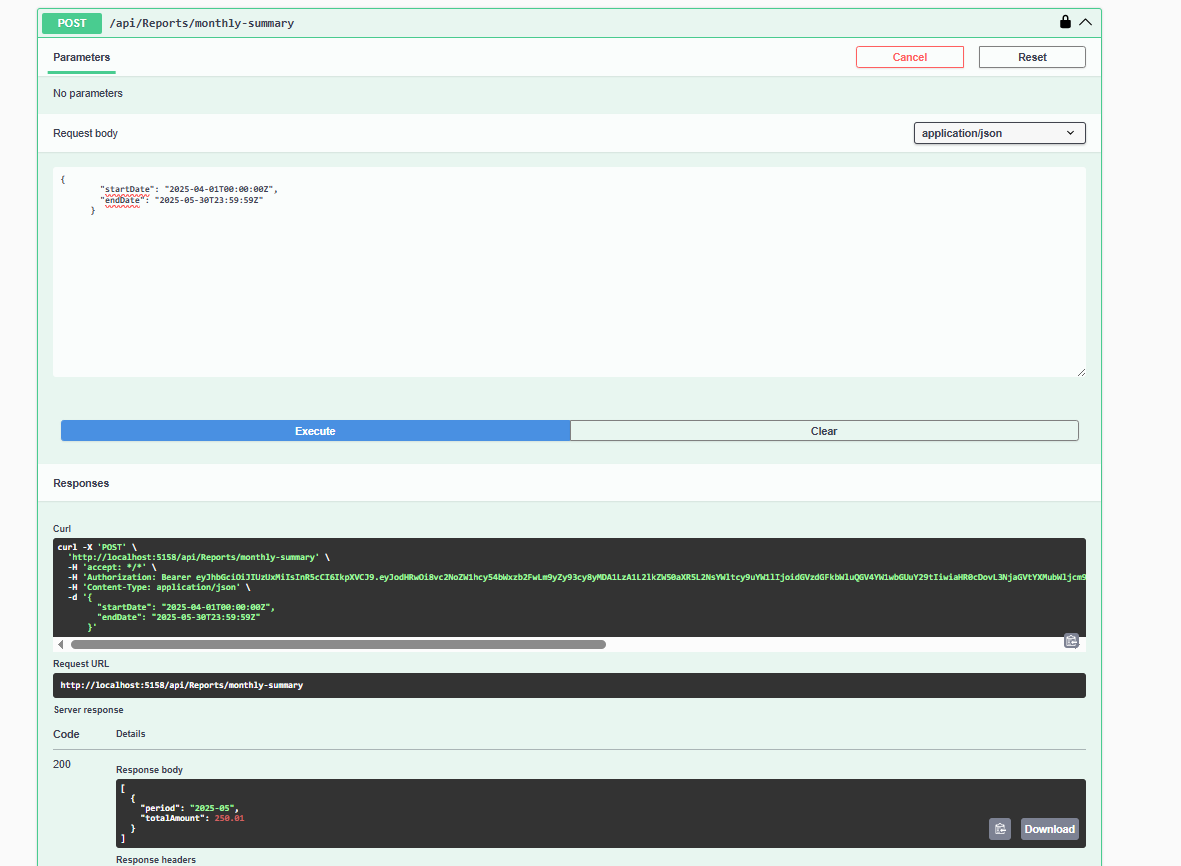 POST /api/Reports/monthly-summary
Parameters
Cancel
Reset
No parameters
Request body
application/json
{
"startDate": "2025-04-01T00:00:00Z",
"endDate": "2025-05-30T23:59:59Z"
}
Execute
Clear
Responses
Curl
curl -X 'POST' \
'http://localhost:5158/api/Reports/monthly-summary' \
-H 'accept: */*' \
-H 'Authorization: Bearer
-H 'Content-Type: application/json' \
-d '{
"startDate": "2025-04-01T00:00:00Z",
"endDate": "2025-05-30T23:59:59Z"
}'
Request URL
http://localhost:5158/api/Reports/monthly-summary
Server response
Code
Details
200
Response body
[
{
"period": "2025-05",
"totalAmount": 250.01
}
]
Download
Response headers